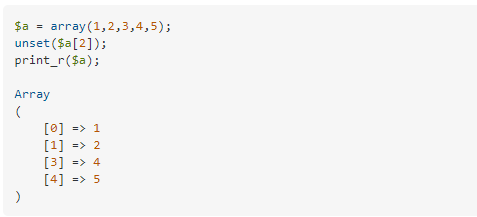 $a = array(1,2,3,4,5);
unset($a[2]);
print_r($a);

Array
(
    [0] => 1
    [1] => 2
    [3] => 4
    [4] => 5
)